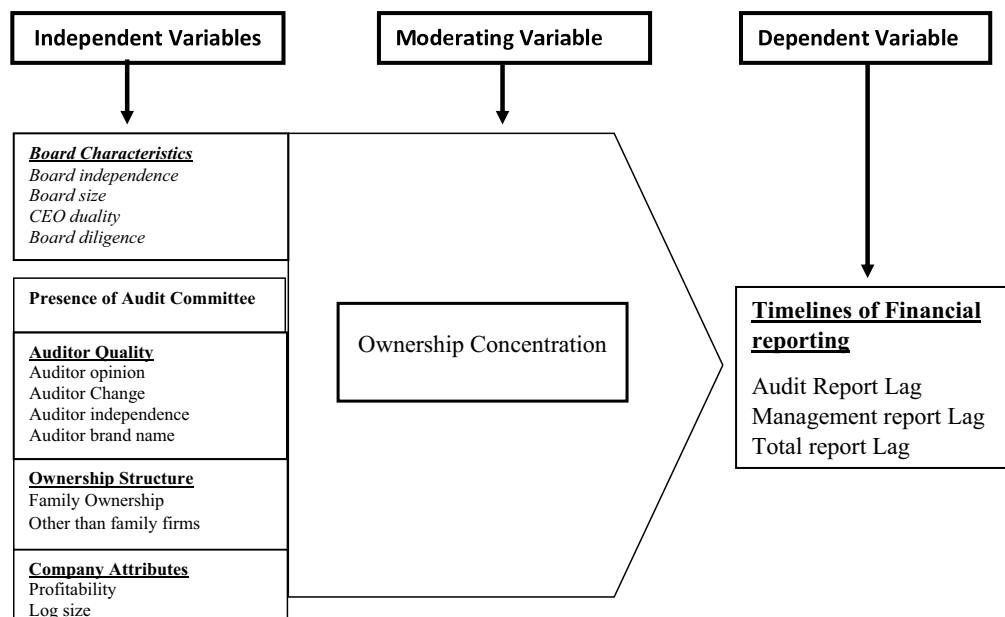 Independent Variables
Moderating Variable
Dependent Variable
Board Characteristics
Board independence
Board size
CEO duality
Board diligence
Presence of Audit Committee
Auditor Quality
Auditor opinion
Auditor Change
Auditor independence
Auditor brand name
Ownership Structure
Family Ownership
Other than family firms
Company Attributes
Profitability
Log size
Ownership Concentration
Timelines of Financial
reporting
Audit Report Lag
Management report Lag
Total report Lag